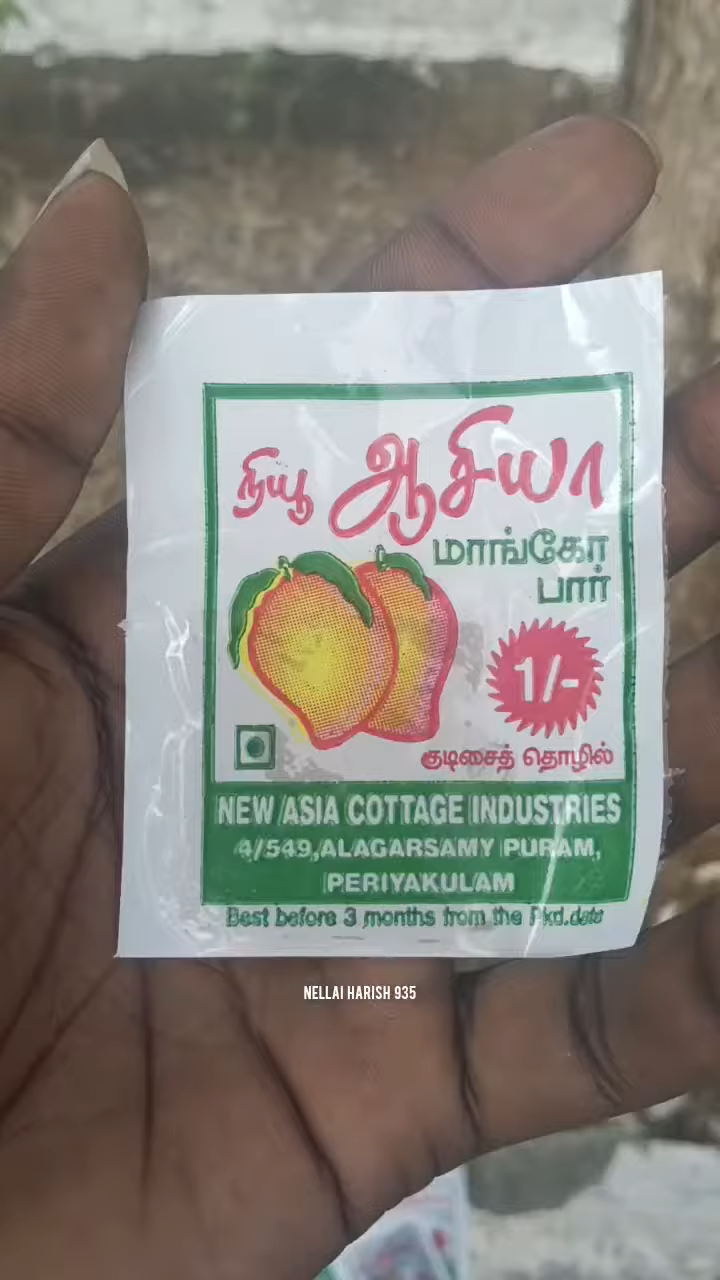 நியூ ஆசியா
மாங்கோ
பார்
1/-
குடிசைத் தொழில்
NEW ASIA COTTAGE INDUSTRIES
4/549,ALAGARSAMY PURAM,
PERIYAKULAM
Best before 3 months from the Pkd.date
NELLAI HARISH 935